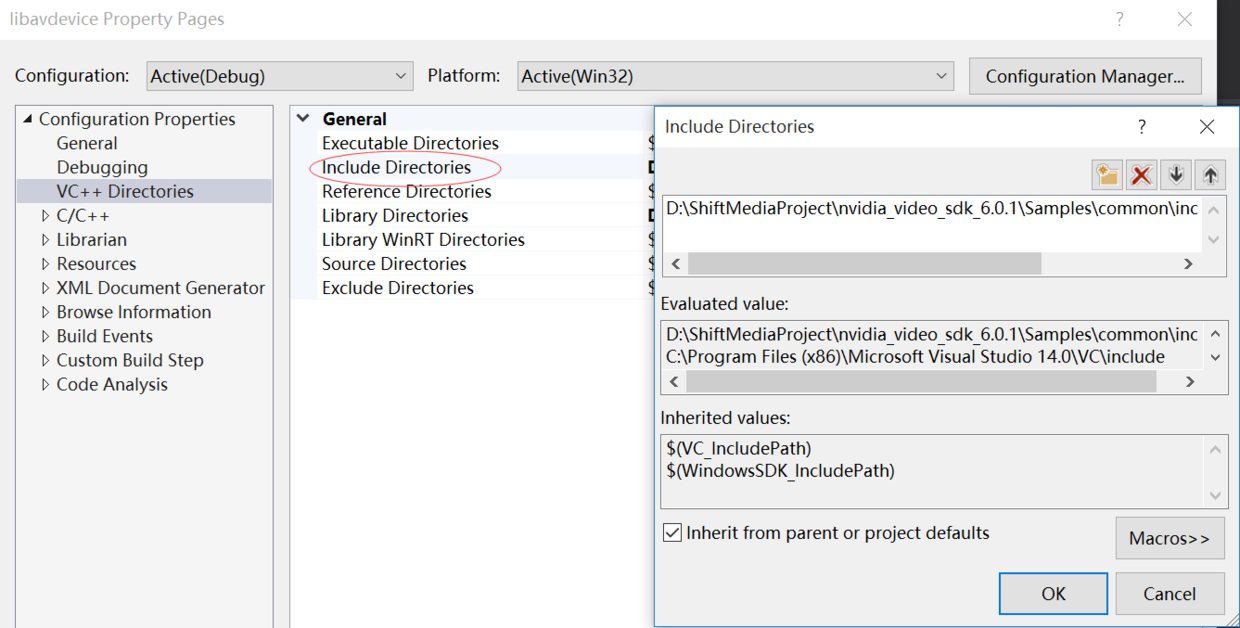 libavdevice Property Pages
Configuration: Active(Debug) Platform: Active(Win32) Configuration Manager...
Configuration Properties
General
Debugging
VC++ Directories
C/C++
Librarian
Resources
XML Document Generator
Browse Information
Build Events
Custom Build Step
Code Analysis
General
Executable Directories
Include Directories
Reference Directories
Library Directories
Library WinRT Directories
Source Directories
Exclude Directories
Include Directories
D:\ShiftMediaProject\nvidia_video_sdk_6.0.1\Samples\common\inc
Evaluated value:
D:\ShiftMediaProject\nvidia_video_sdk_6.0.1\Samples\common\inc
C:\Program Files (x86)\Microsoft Visual Studio 14.0\VC\include
Inherited values:
$(VC_IncludePath)
$(WindowsSDK_IncludePath)
Inherit from parent or project defaults
Macros>>
OK Cancel